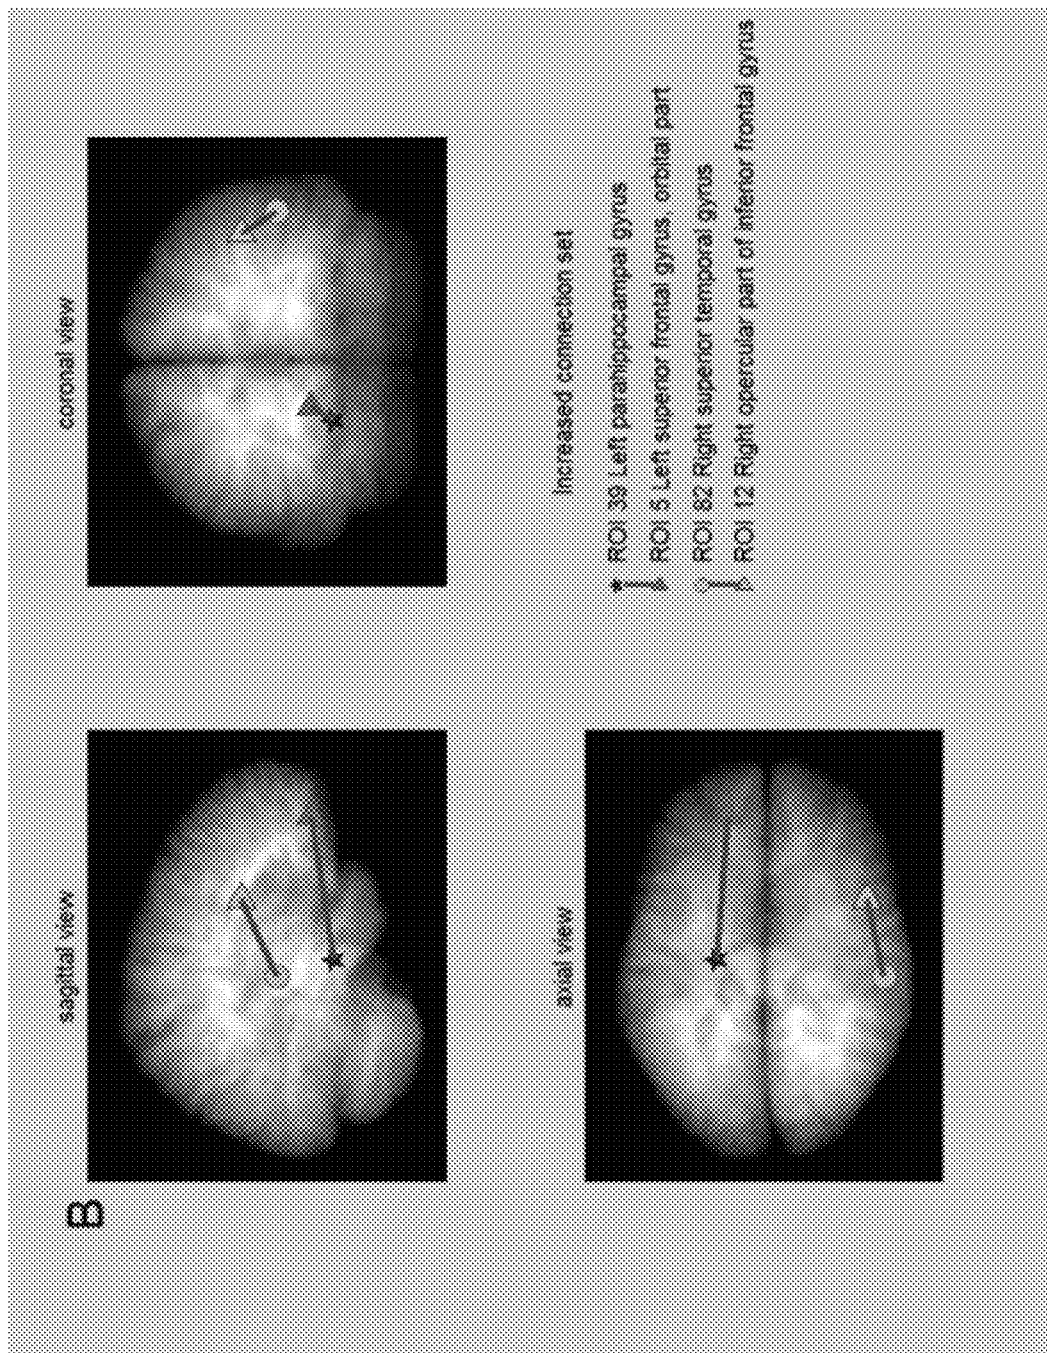 B
sagittal view
coronal view
axial view
Increased connection set
ROI 39 Left parahippocampal gyrus
ROI 5 Left superior frontal gyrus, orbital part
ROI 82 Right superior temporal gyrus
ROI 12 Right opercular part of inferior frontal gyrus